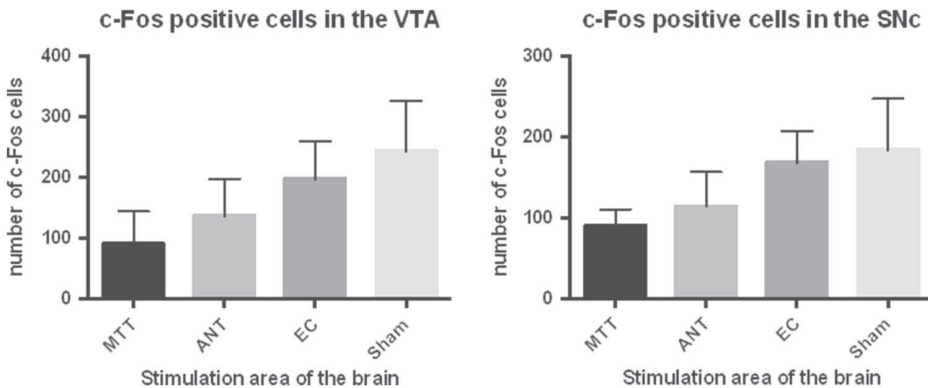 c-Fos positive cells in the VTA
number of c-Fos cells
400
300
200
100
0
MTT
ANT
EC
Sham
Stimulation area of the brain
c-Fos positive cells in the SNc
number of c-Fos cells
300
200
100
0
MTT
ANT
EC
Sham
Stimulation area of the brain